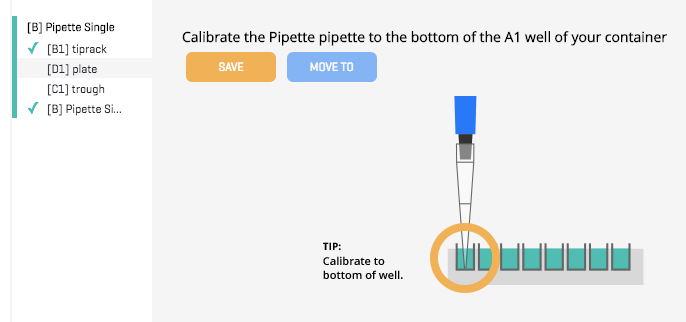 [B] Pipette Single
[B1] tiprack
[D1] plate
[C1] trough
[B] Pipette Si...
Calibrate the Pipette pipette to the bottom of the A1 well of your container
SAVE
MOVE TO
TIP:
Calibrate to
bottom of well.